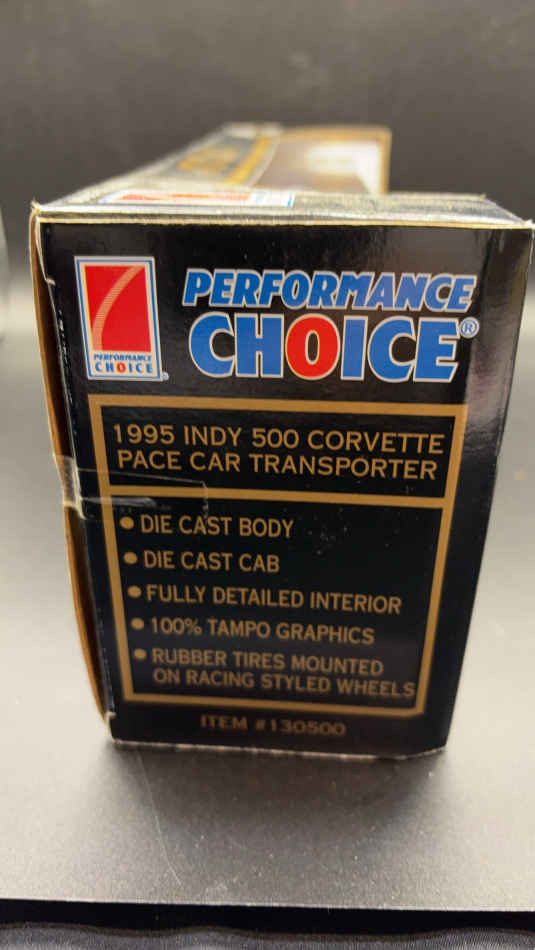 PERFORMANCE
CHOICE®
PERFORMANCE
CHOICE
1995 INDY 500 CORVETTE
PACE CAR TRANSPORTER
• DIE CAST BODY
• DIE CAST CAB
• FULLY DETAILED INTERIOR
• 100% TAMPO GRAPHICS
• RUBBER TIRES MOUNTED
ON RACING STYLED WHEELS
ITEM #130500